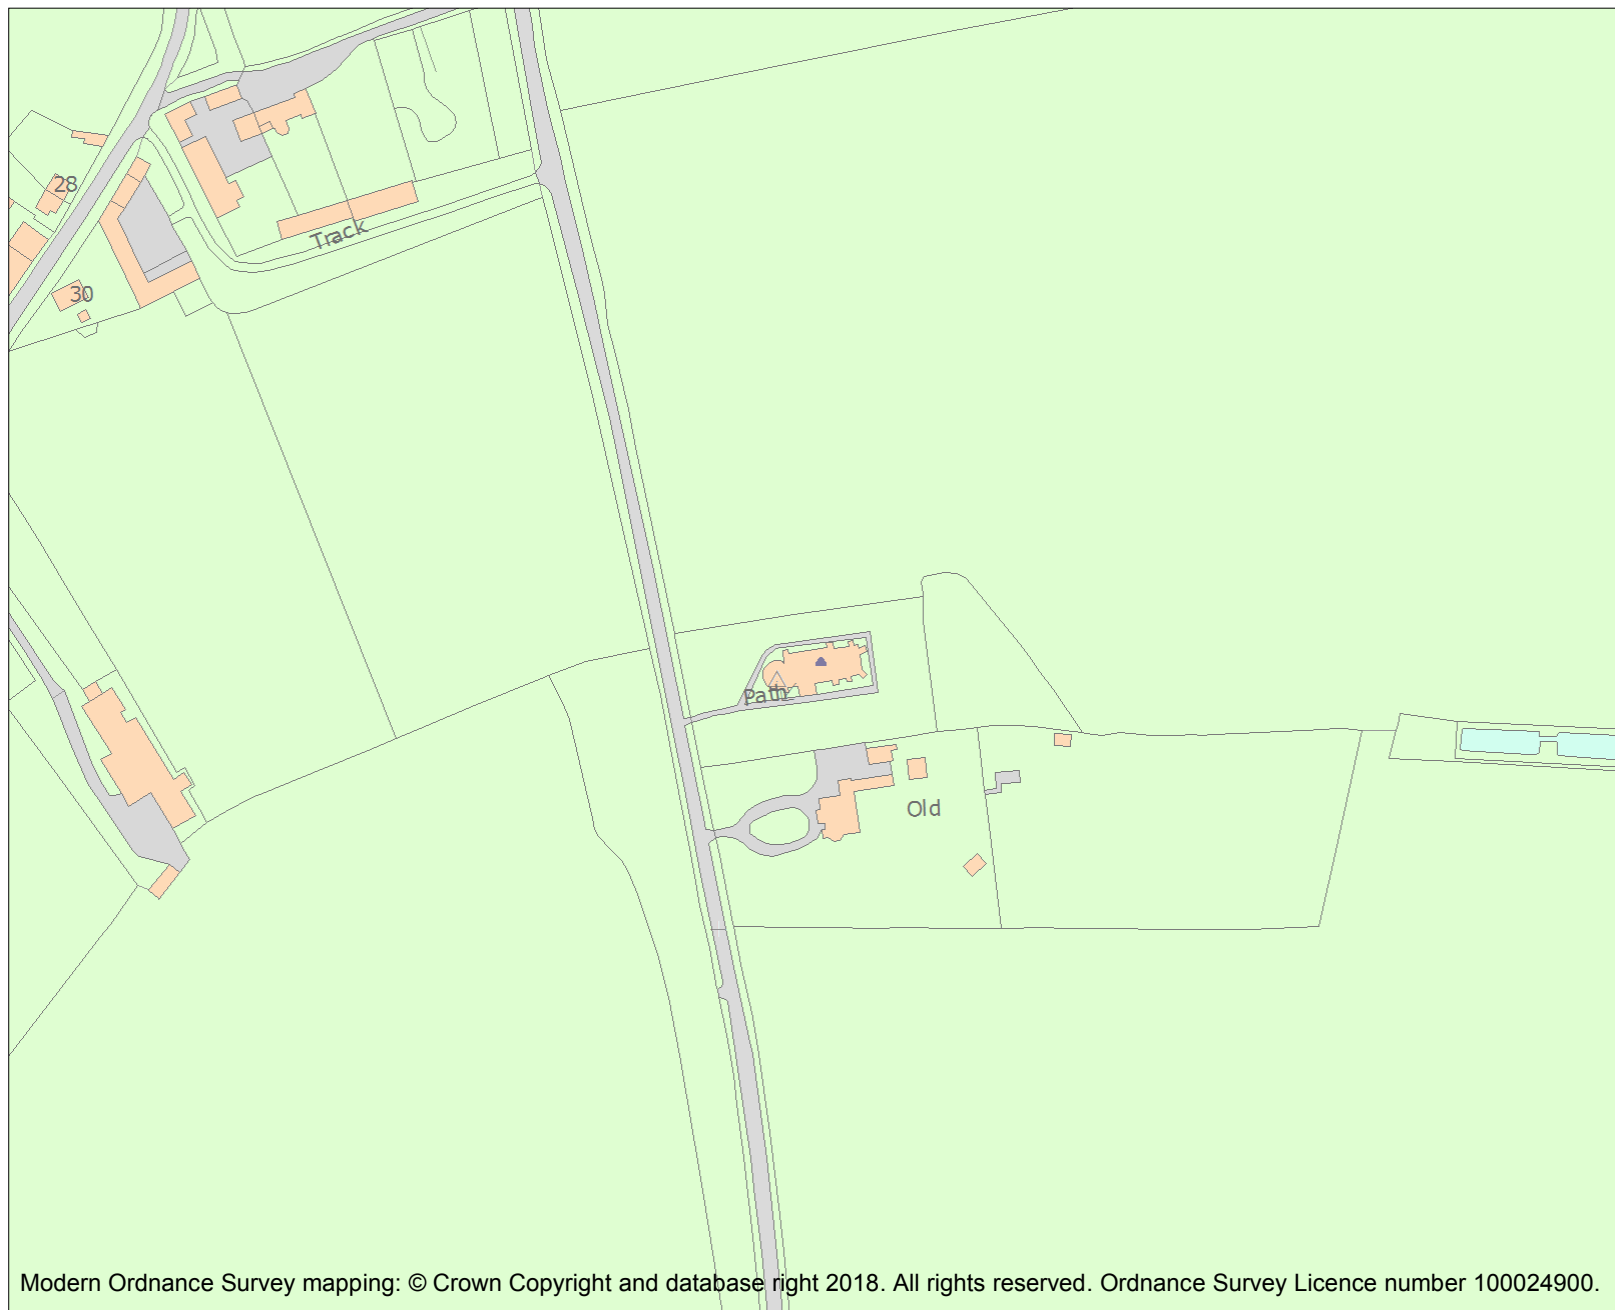 28
Track
30
Path
Old
Modern Ordnance Survey mapping: © Crown Copyright and database right 2018. All rights reserved. Ordnance Survey Licence number 100024900.